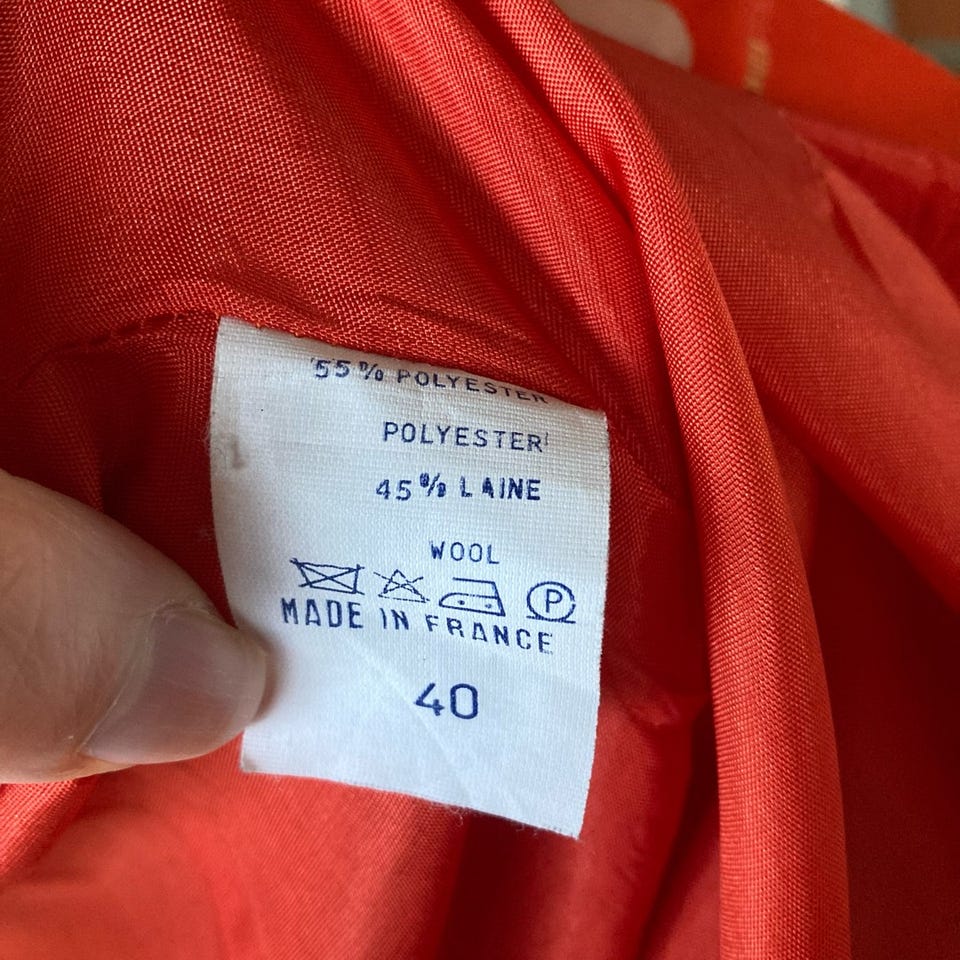 55% POLYESTER
POLYESTER
45% LAINE
WOOL
P
MADE IN FRANCE
40